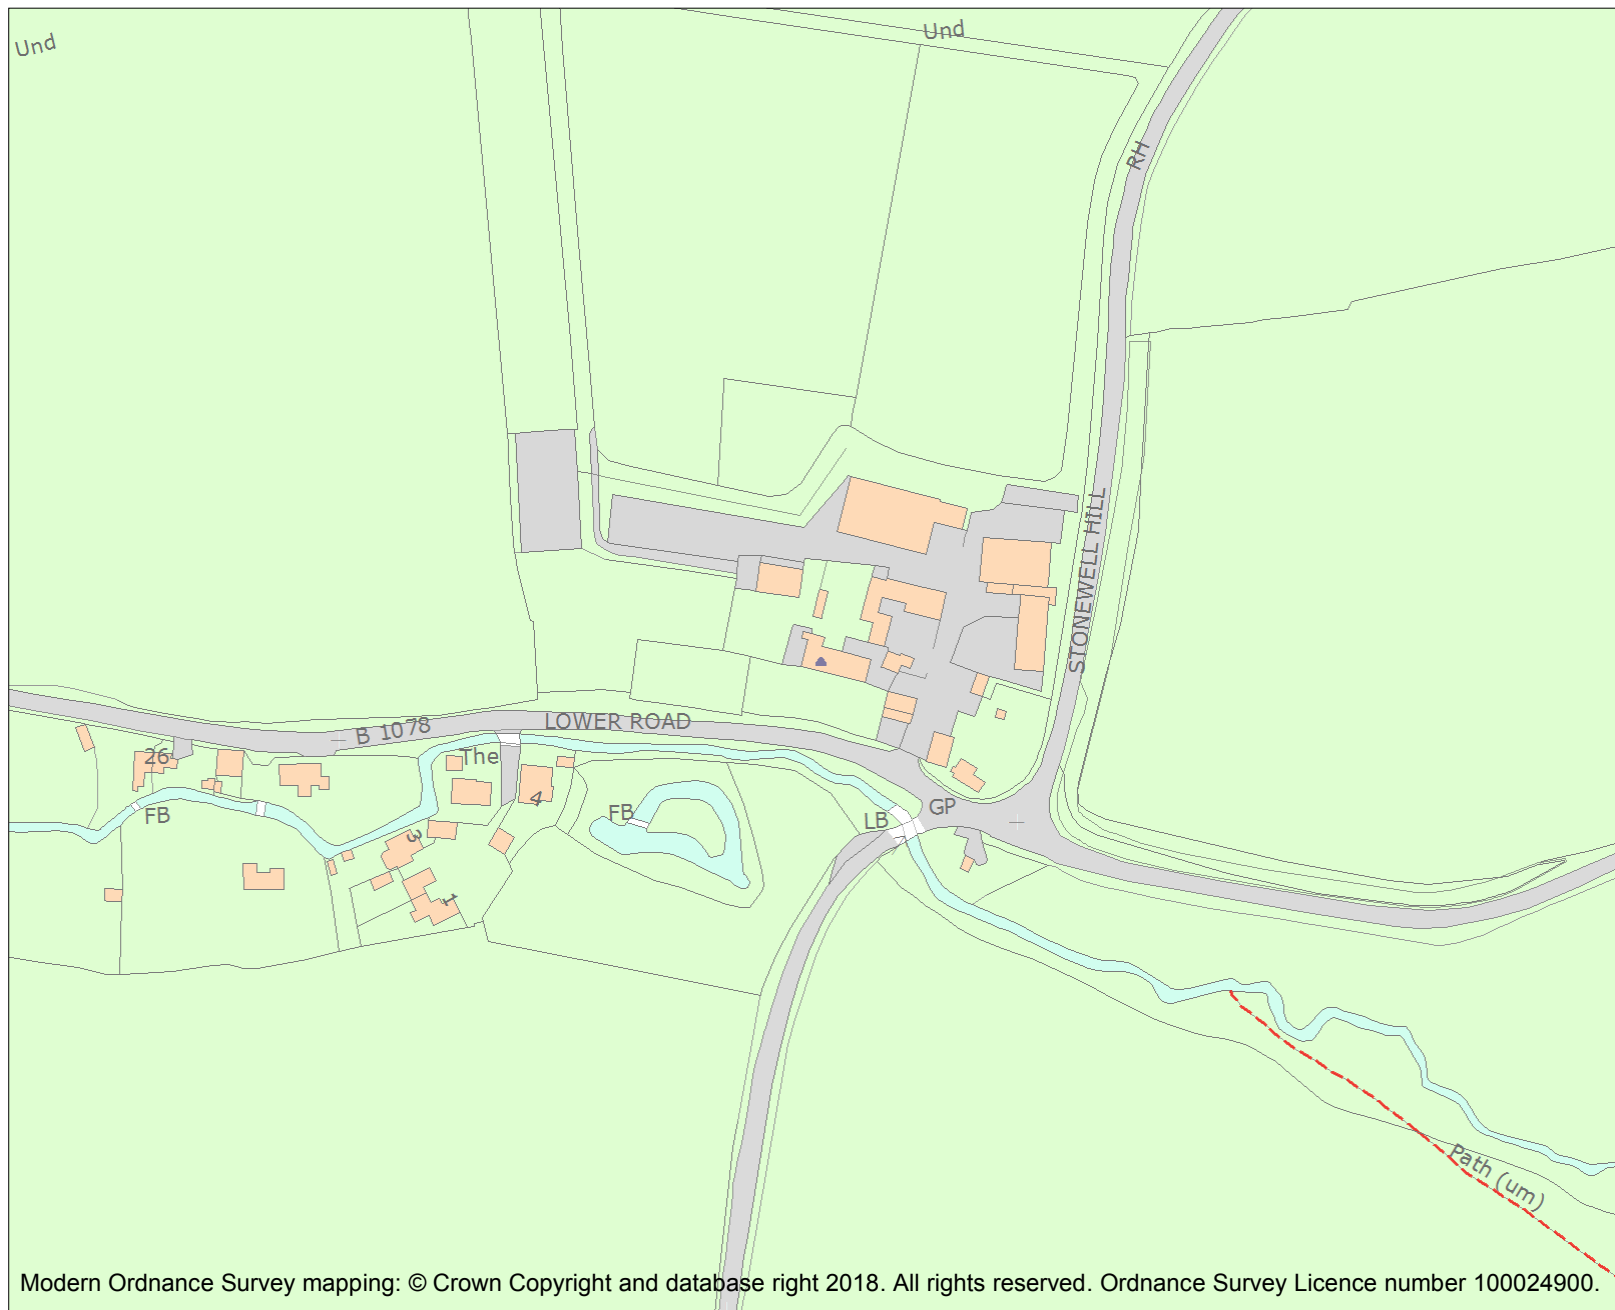 Und
Und
RH
STONEWELL HILL
LOWER ROAD
B 1078
26
The
4
FB
FB
3
1
LB
GP
Path (um)
Modern Ordnance Survey mapping: © Crown Copyright and database right 2018. All rights reserved. Ordnance Survey Licence number 100024900.